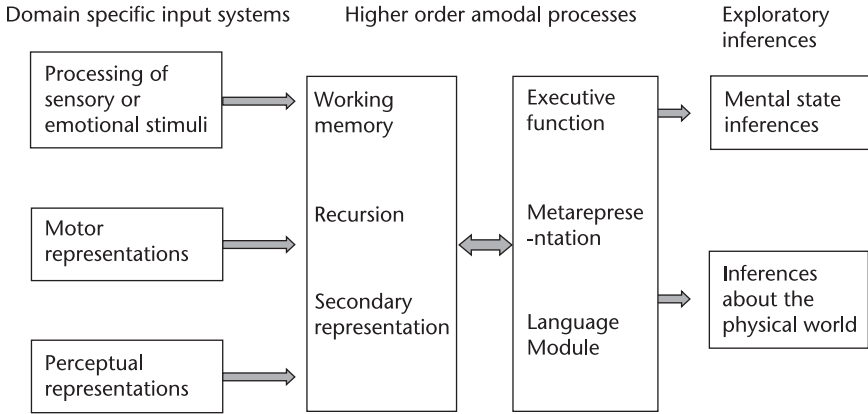 Domain specific input systems
Higher order amodal processes
Exploratory
inferences
Processing of
sensory or
emotional stimuli
Motor
representations
Perceptual
representations
Working
memory
Recursion
Secondary
representation
Executive
function
Metareprese
-ntation
Language
Module
Mental state
inferences
Inferences
about the
physical world